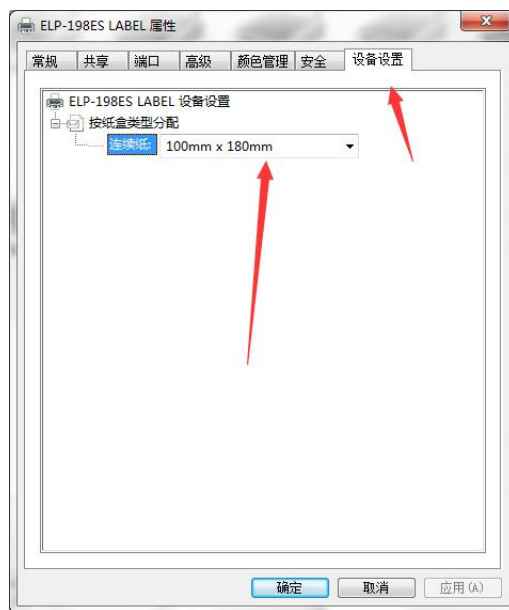 ELP-198ES LABEL 属性
常规 共享 端口 高级 颜色管理 安全 设备设置
ELP-198ES LABEL 设备设置
按纸盒类型分配
连续纸: 100mm x 180mm
确定 取消 应用(A)